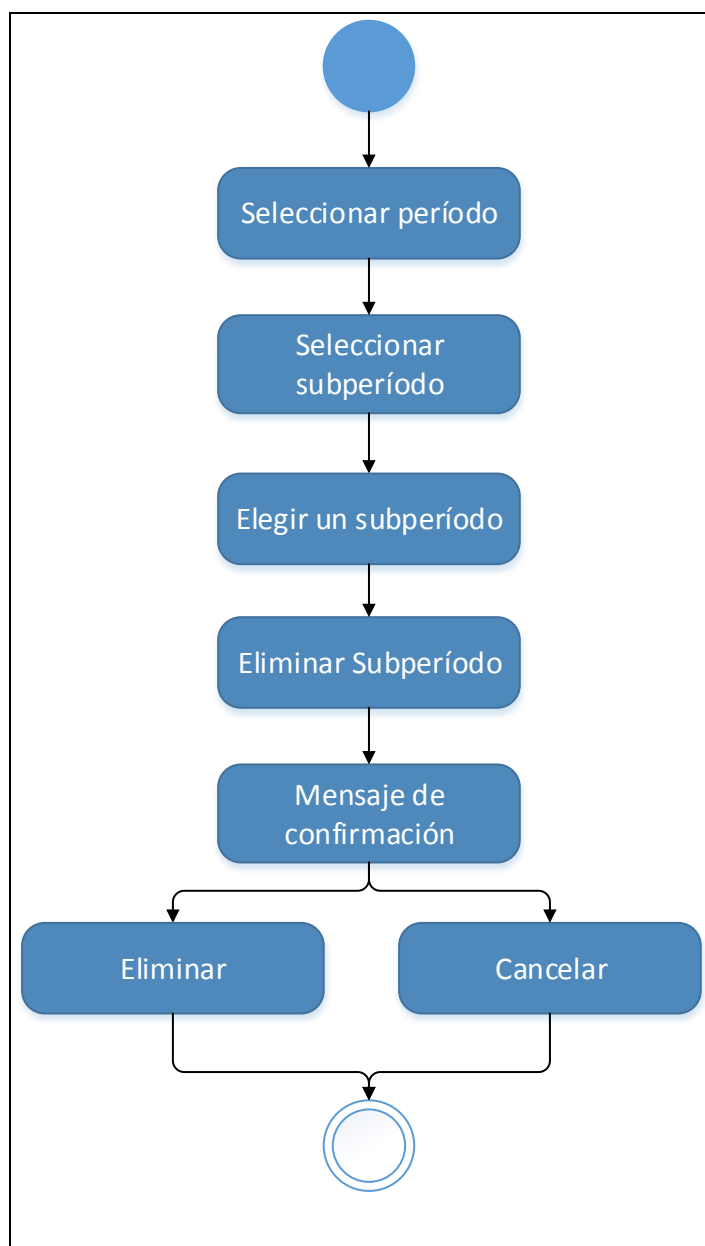 Seleccionar período
Seleccionar
subperíodo
Elegir un subperíodo
Eliminar Subperíodo
Mensaje de
confirmación
Eliminar
Cancelar